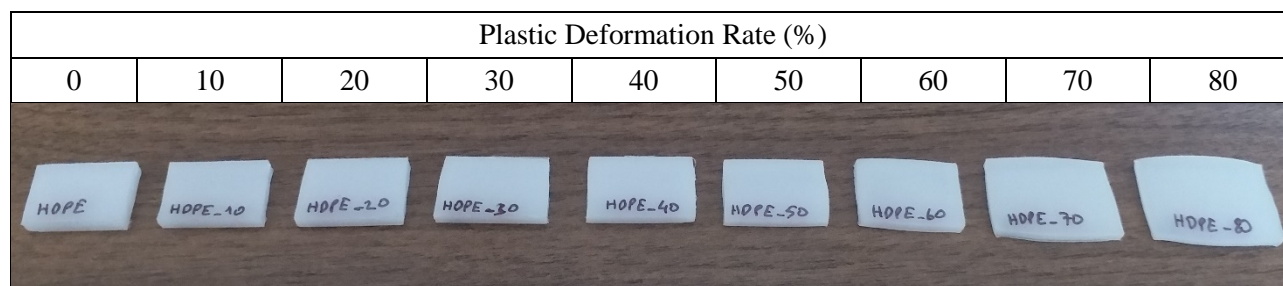 Plastic Deformation Rate (%)
0 10 20 30 40 50 60 70 80
HDPE HDPE_10 HDPE_20 HDPE_30 HDPE_40 HDPE_50 HDPE_60 HDPE_70 HDPE_80